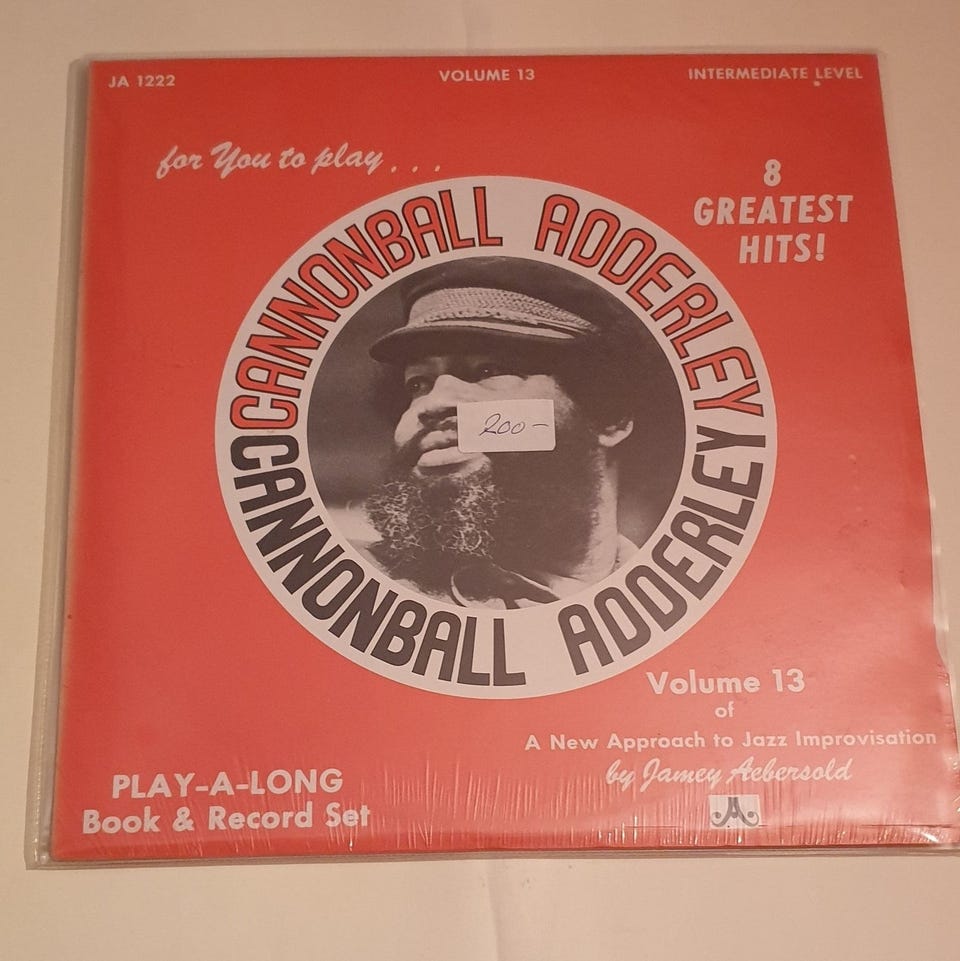 JA 1222
VOLUME 13
INTERMEDIATE LEVEL
for You to play...
8
GREATEST
HITS!
CANNONBALL ADDERLEY
200-
CANNONBALL ADDERLEY
Volume 13
of
A New Approach to Jazz Improvisation
by Jamey Aebersold
PLAY-A-LONG
Book & Record Set
JA